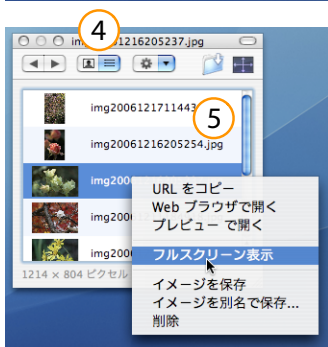 ④
img20061216205237.jpg
img2006121711443
⑤
img20061216205254.jpg
img200
img200
img200
1214 × 804 ピクセル
URL をコピー
Web ブラウザで開く
プレビュー で開く
フルスクリーン表示
イメージを保存
イメージを別名で保存...
削除